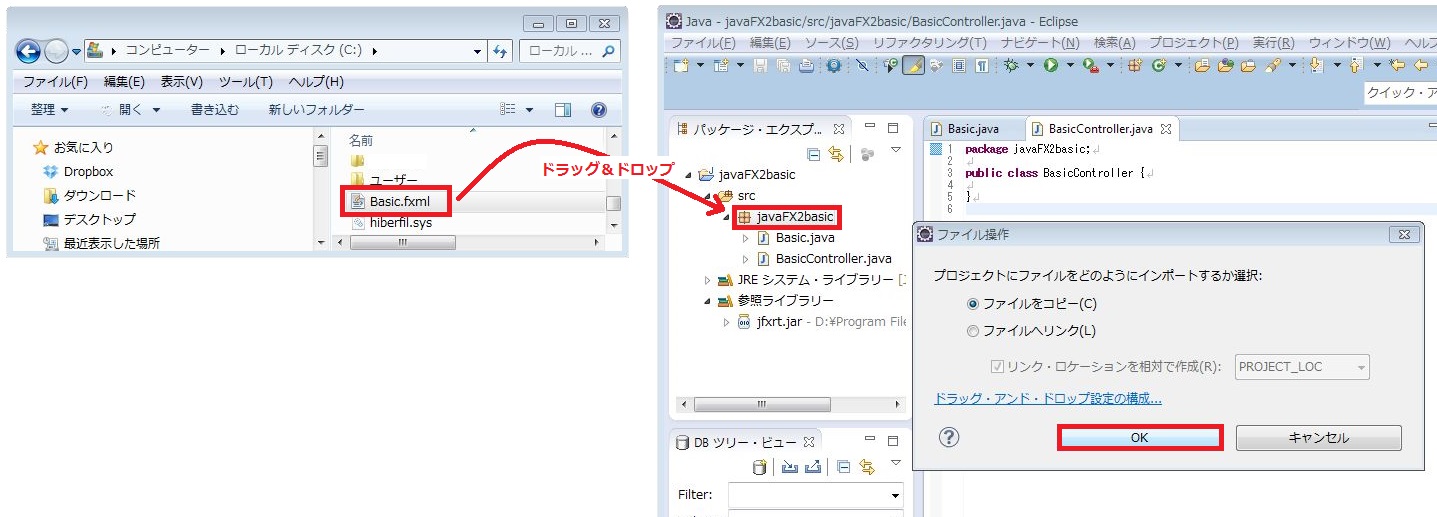 コンピューター ▸ ローカル ディスク (C:) ▸
ローカル ...
ファイル(F) 編集(E) 表示(V) ツール(T) ヘルプ(H)
整理 開く 書き込む 新しいフォルダー
お気に入り
Dropbox
ダウンロード
デスクトップ
最近表示した場所
名前
ユーザー
Basic.fxml
hiberfil.sys
ドラッグ&ドロップ
Java - javaFX2basic/src/javaFX2basic/BasicController.java - Eclipse
ファイル(F) 編集(E) ソース(S) リファクタリング(T) ナビゲート(N) 検索(A) プロジェクト(P) 実行(R) ウィンドウ(W) ヘルプ
クイック・ア
パッケージ・エクスプ...
javaFX2basic
src
javaFX2basic
Basic.java
BasicController.java
JRE システム・ライブラリー [
参照ライブラリー
jfxrt.jar - D:¥Program File
Basic.java
BasicController.java
1 package javaFX2basic;
2
3 public class BasicController {
4
5 }
6
ファイル操作
プロジェクトにファイルをどのようにインポートするか選択:
ファイルをコピー(C)
ファイルへリンク(L)
リンク・ロケーションを相対で作成(R): PROJECT_LOC
ドラッグ・アンド・ドロップ設定の構成...
OK
キャンセル
DB ツリー・ビュー
Filter: